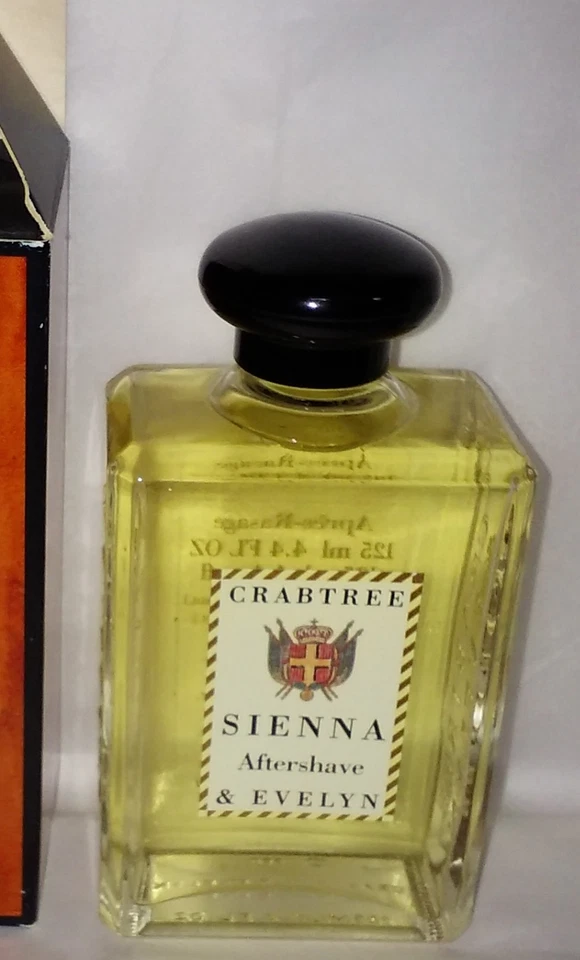 Après-Rasage
125 ml 4.4 Fl. OZ
CRABTREE
SIENNA
Aftershave
& EVELYN